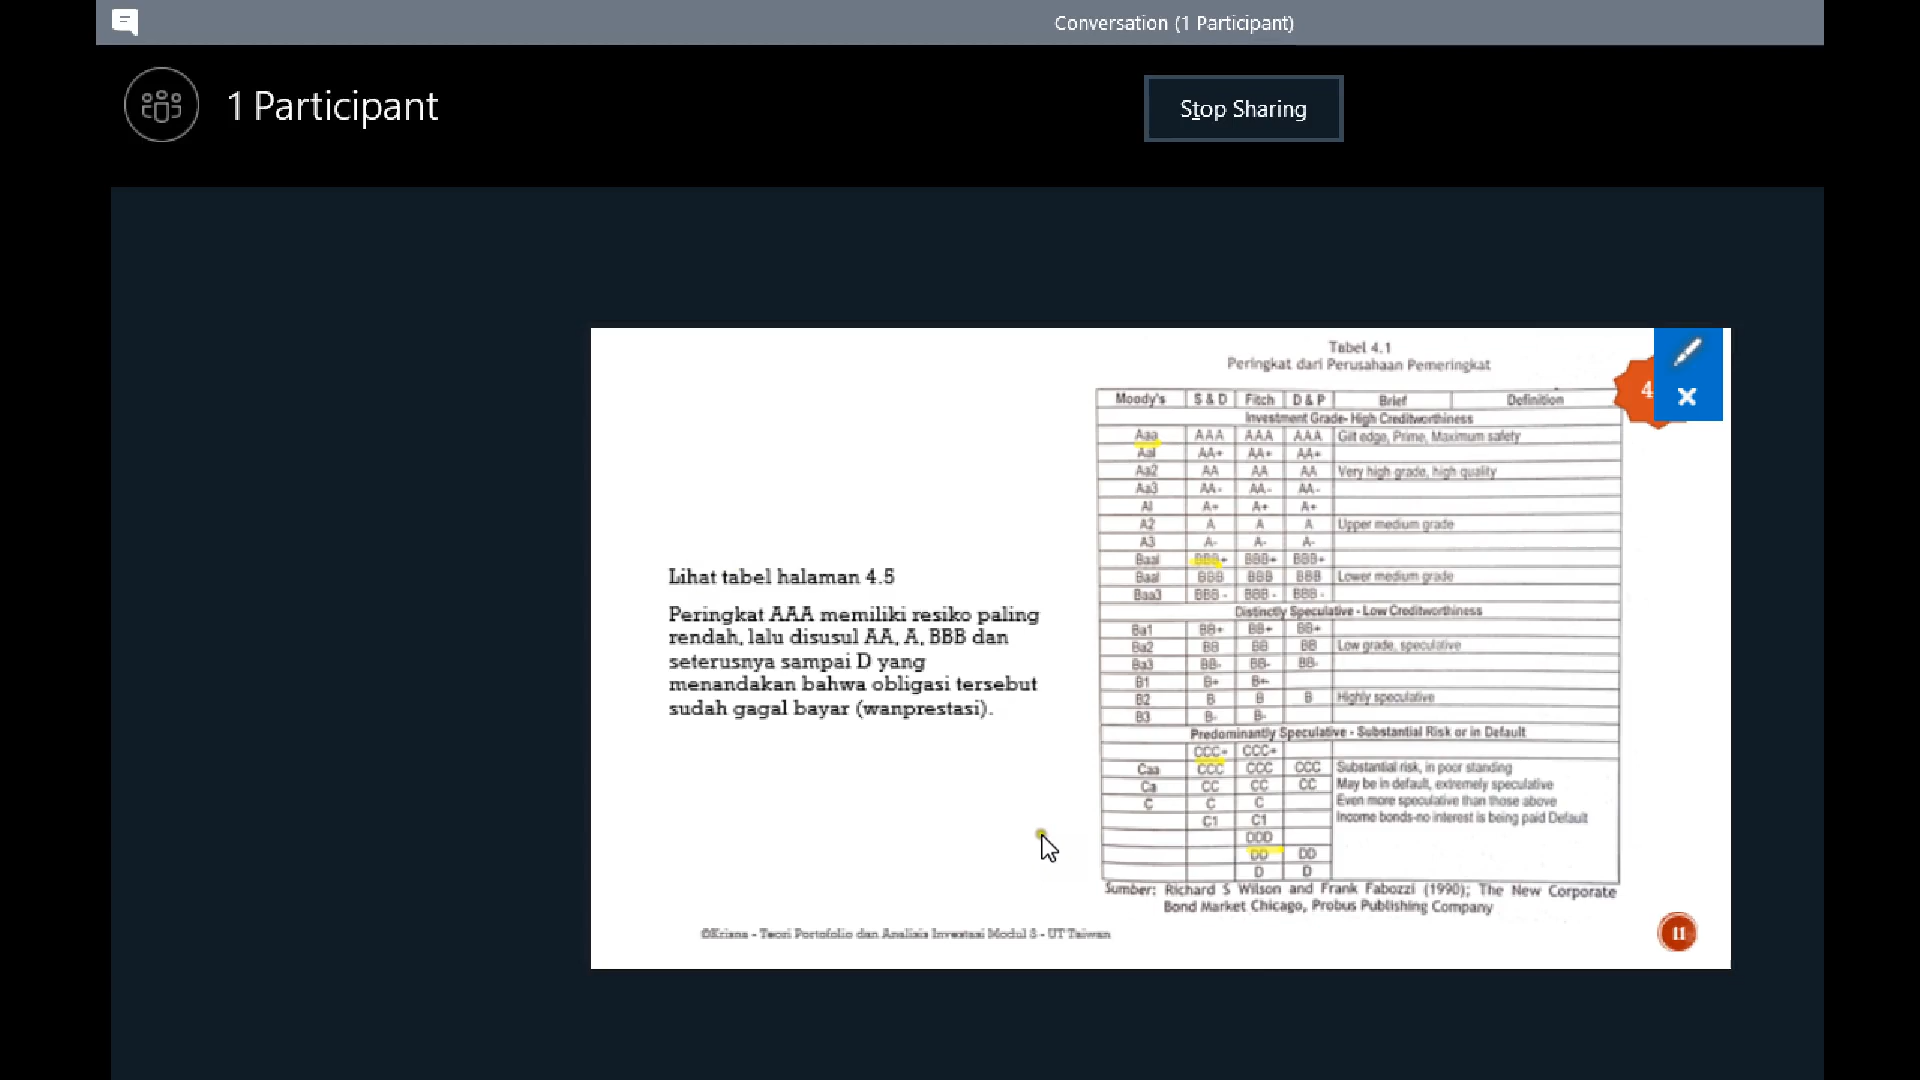 Conversation (1 Participant)
1 Participant
Stop Sharing
Tabel 4.1
Peringkat dari Perusahaan Pemeringkat
4
Moody's S & D Fitch D & P Brief Definition
Investment Grade- High Creditworthiness
Aaa AAA AAA AAA Gilt edge, Prime, Maximum safety
Aal AA+ AA+ AA+
Aa2 AA AA AA Very high grade, high quality
Aa3 AA- AA- AA-
Al A+ A+ A+
A2 A A A Upper medium grade
A3 A- A- A-
Baal BBB+ BBB+ BBB+
Baal BBB BBB BBB Lower medium grade
Baa3 BBB - BBB - BBB -
Distinctly Speculative - Low Creditworthiness
Ba1 BB+ BB+ BB+
Ba2 BB BB BB Low grade, speculative
Ba3 BB- BB- BB-
B1 B+ B+
B2 B B B Highly speculative
B3 B- B-
Predominantly Speculative - Substantial Risk or in Default
CCC+ CCC+
Caa CCC CCC CCC Substantial risk, in poor standing
Ca CC CC CC May be in default, extremely speculative
C C C Even more speculative than those above
C1 C1 Income bonds-no interest is being paid Default
DDD
DD DD
D D
Sumber: Richard S Wilson and Frank Fabozzi (1990); The New Corporate
Bond Market Chicago, Probus Publishing Company
Lihat tabel halaman 4.5
Peringkat AAA memiliki resiko paling
rendah, lalu disusul AA, A, BBB dan
seterusnya sampai D yang
menandakan bahwa obligasi tersebut
sudah gagal bayar (wanprestasi).
©Krisna - Teori Portofolio dan Analisis Investasi Modul 3 - UT Taiwan
11